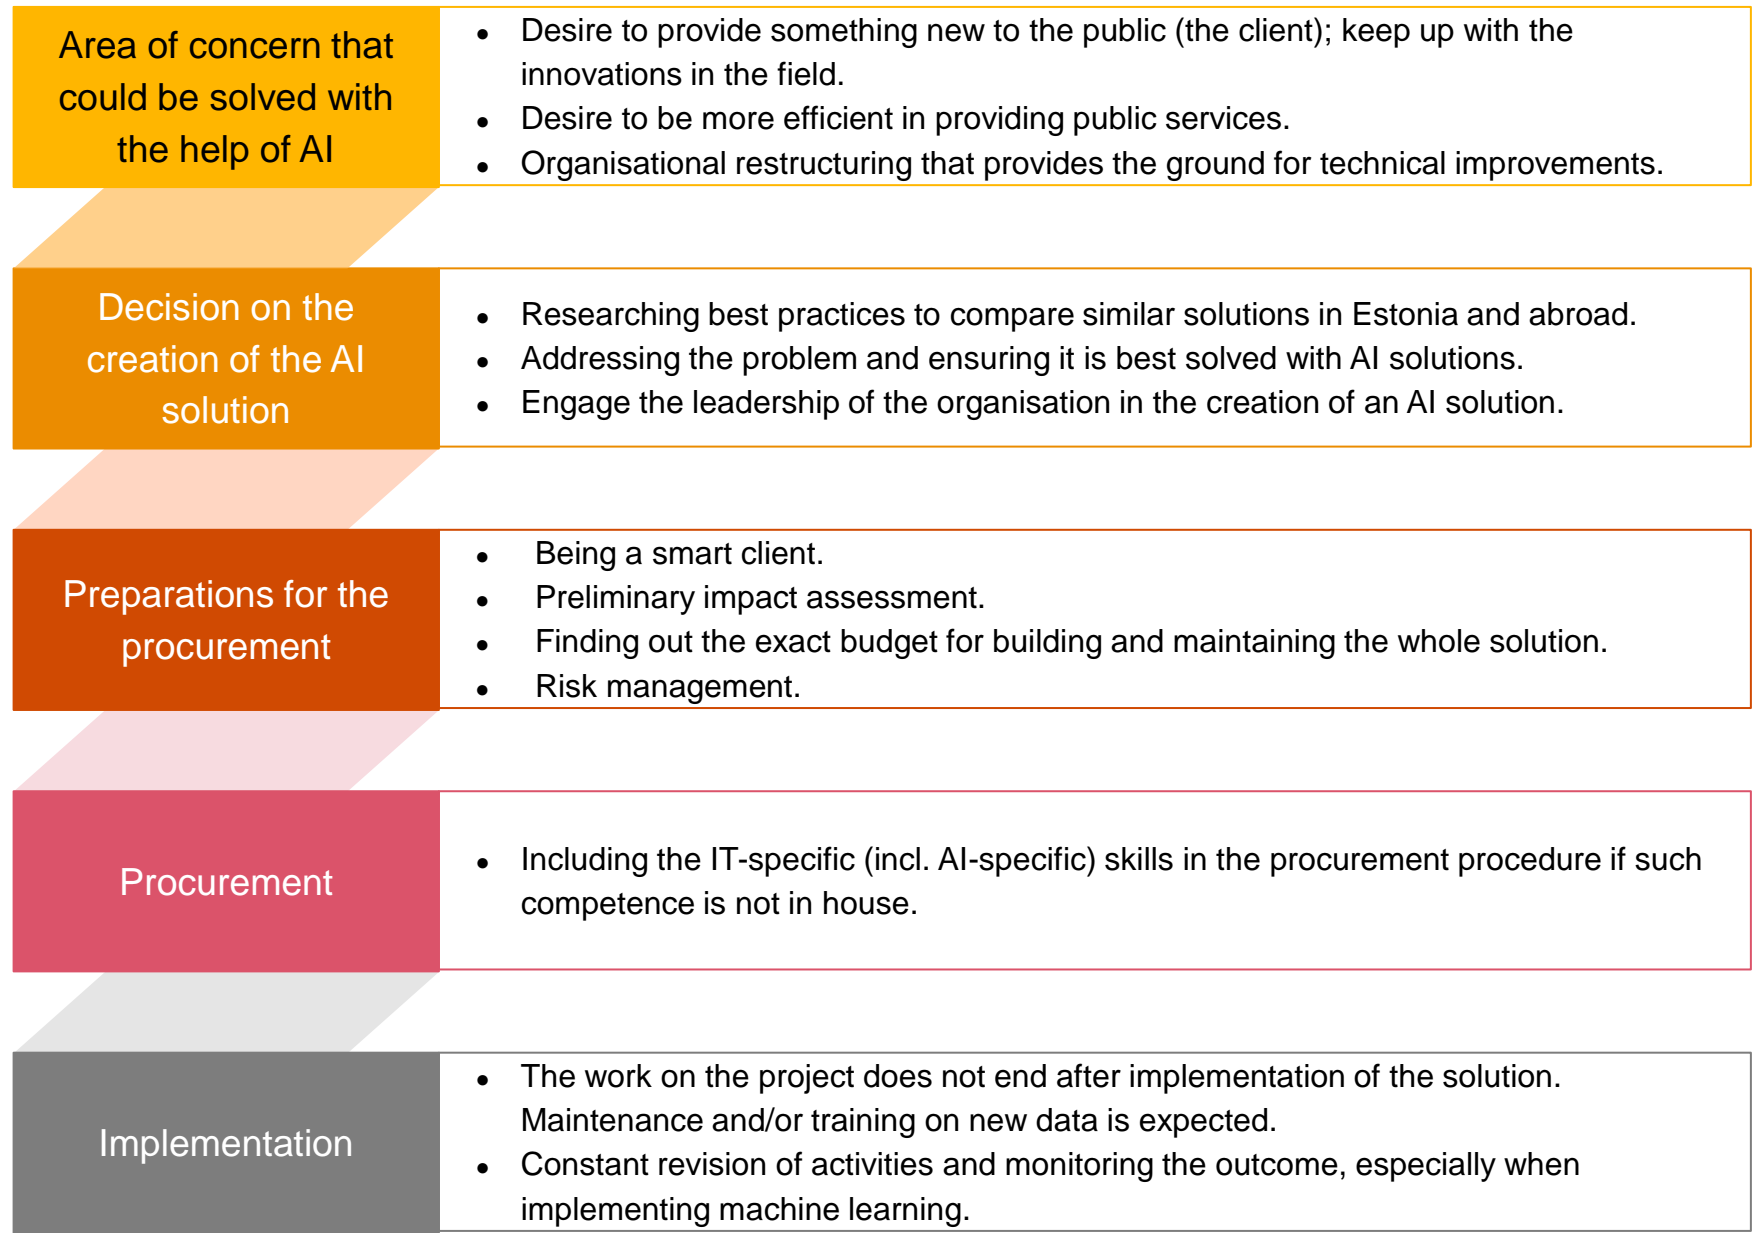 Area of concern that
could be solved with
the help of AI
• Desire to provide something new to the public (the client); keep up with the
innovations in the field.
• Desire to be more efficient in providing public services.
• Organisational restructuring that provides the ground for technical improvements.
Decision on the
creation of the AI
solution
• Researching best practices to compare similar solutions in Estonia and abroad.
• Addressing the problem and ensuring it is best solved with AI solutions.
• Engage the leadership of the organisation in the creation of an AI solution.
Preparations for the
procurement
• Being a smart client.
• Preliminary impact assessment.
• Finding out the exact budget for building and maintaining the whole solution.
• Risk management.
Procurement
• Including the IT-specific (incl. AI-specific) skills in the procurement procedure if such
competence is not in house.
Implementation
• The work on the project does not end after implementation of the solution.
Maintenance and/or training on new data is expected.
• Constant revision of activities and monitoring the outcome, especially when
implementing machine learning.